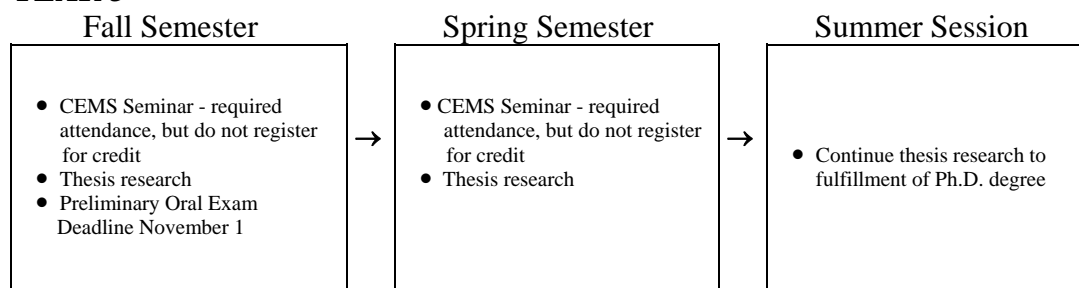 Fall Semester
Spring Semester
Summer Session
• CEMS Seminar - required
attendance, but do not register
for credit
• Thesis research
• Preliminary Oral Exam
Deadline November 1
→
• CEMS Seminar - required
attendance, but do not register
for credit
• Thesis research
→
• Continue thesis research to
fulfillment of Ph.D. degree